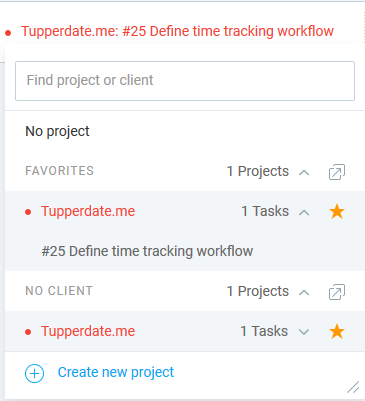 Tupperdate.me: #25 Define time tracking workflow
Find project or client
No project
FAVORITES 1 Projects
Tupperdate.me 1 Tasks
#25 Define time tracking workflow
NO CLIENT 1 Projects
Tupperdate.me 1 Tasks
Create new project